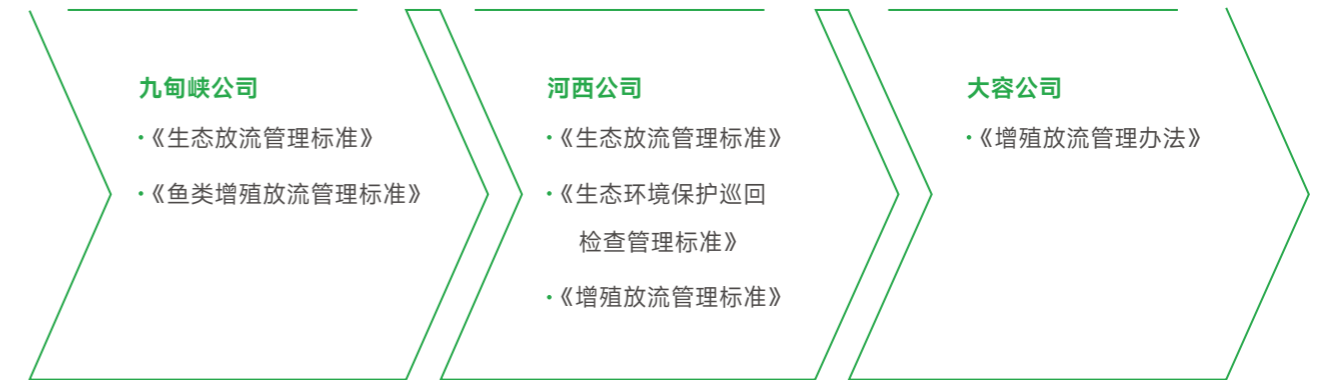 九甸峡公司
·《生态放流管理标准》
·《鱼类增殖放流管理标准》
河西公司
·《生态放流管理标准》
·《生态环境保护巡回
检查管理标准》
·《增殖放流管理标准》
大容公司
·《增殖放流管理办法》